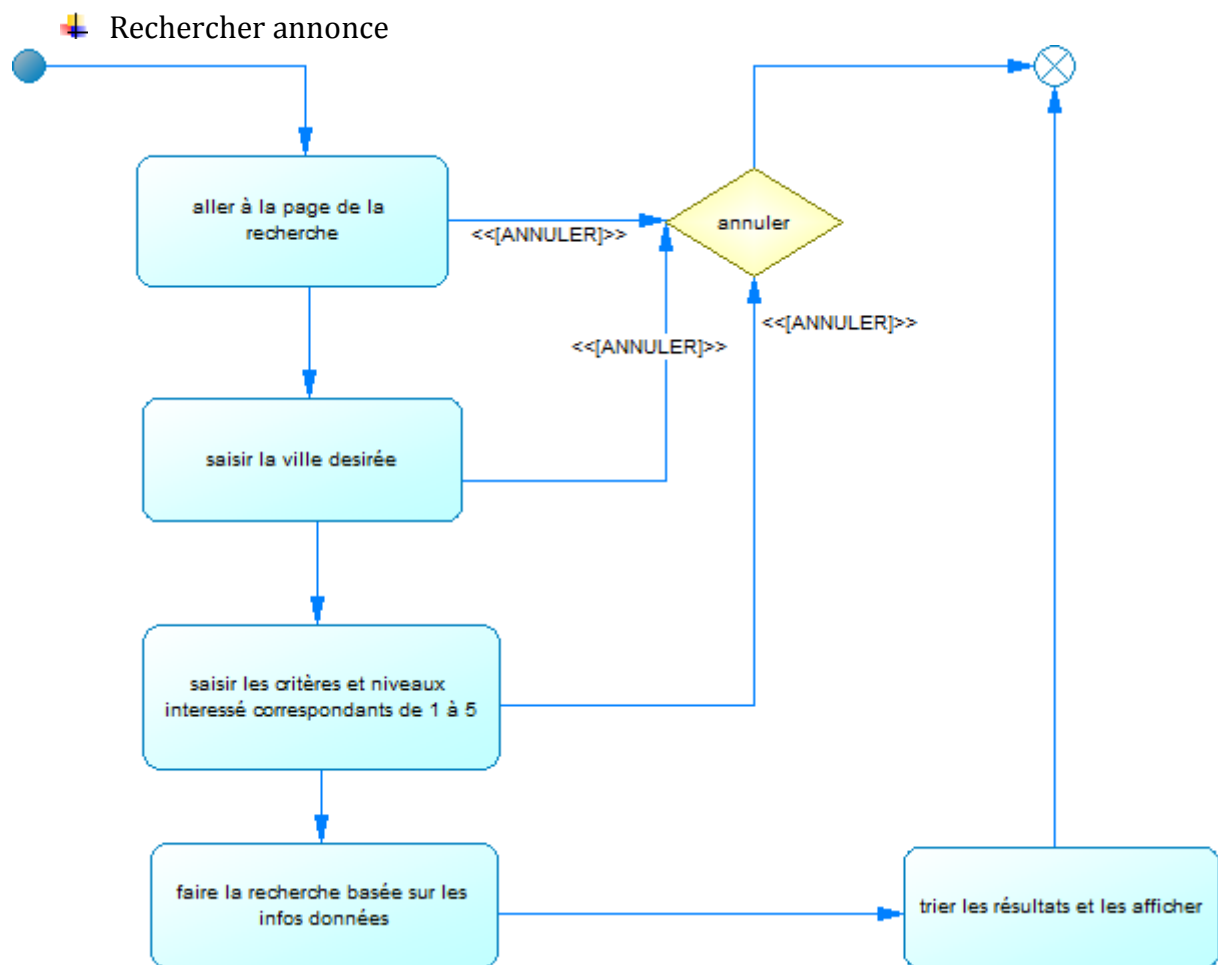 Rechercher annonce
aller à la page de la
recherche
<<[ANNULER]>>
annuler
<<[ANNULER]>>
<<[ANNULER]>>
saisir la ville desirée
saisir les critères et niveaux
interessé correspondants de 1 à 5
faire la recherche basée sur les
infos données
trier les résultats et les afficher